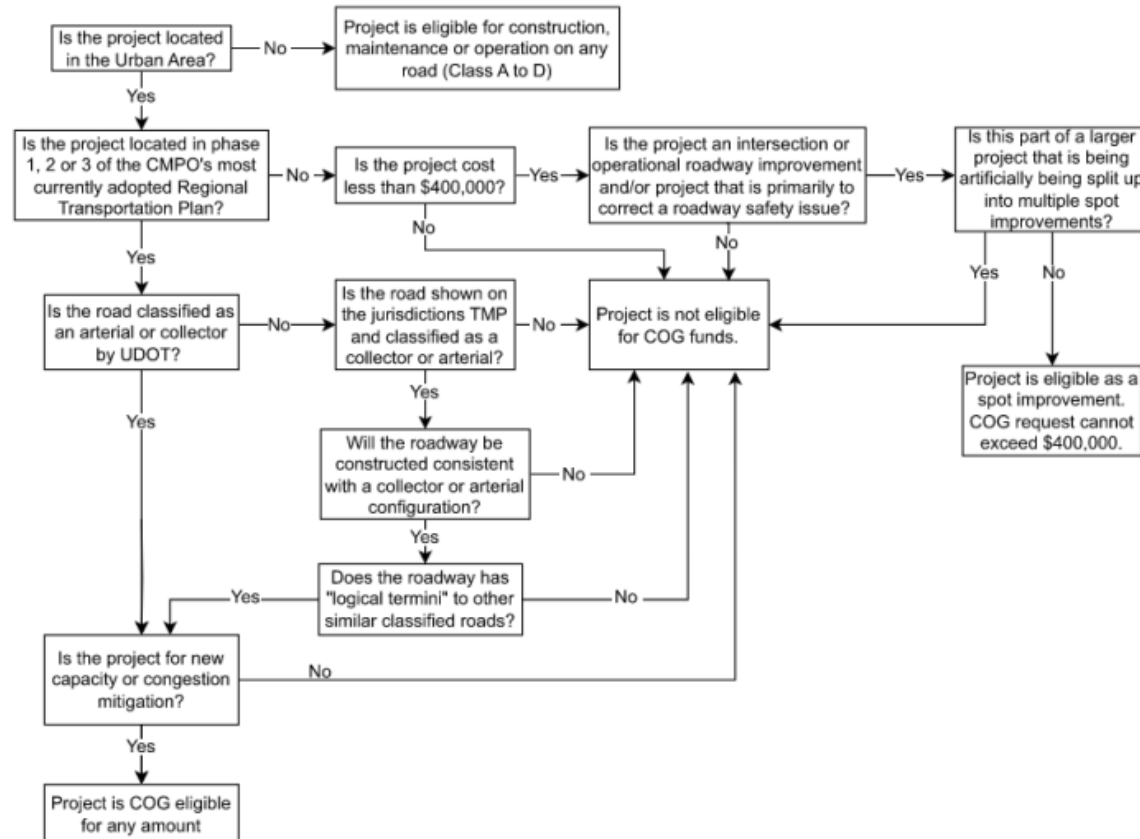 Is the project located
in the Urban Area?
No
Project is eligible for construction,
maintenance or operation on any
road (Class A to D)
Yes
Is the project located in phase
1, 2 or 3 of the CMPO's most
currently adopted Regional
Transportation Plan?
No
Is the project cost
less than $400,000?
Yes
Is the project an intersection or
operational roadway improvement
and/or project that is primarily to
correct a roadway safety issue?
Yes
Is this part of a larger
project that is being
artificially being split up
into multiple spot
improvements?
No
No
Yes
Yes
No
Is the road classified as
an arterial or collector
by UDOT?
No
Is the road shown on
the jurisdictions TMP
and classified as a
collector or arterial?
No
Project is not eligible
for COG funds.
Project is eligible as a
spot improvement.
COG request cannot
exceed $400,000.
Yes
Yes
Will the roadway be
constructed consistent
with a collector or arterial
configuration?
No
Yes
Does the roadway has
"logical termini" to other
similar classified roads?
Yes
No
Is the project for new
capacity or congestion
mitigation?
No
Yes
Project is COG eligible
for any amount